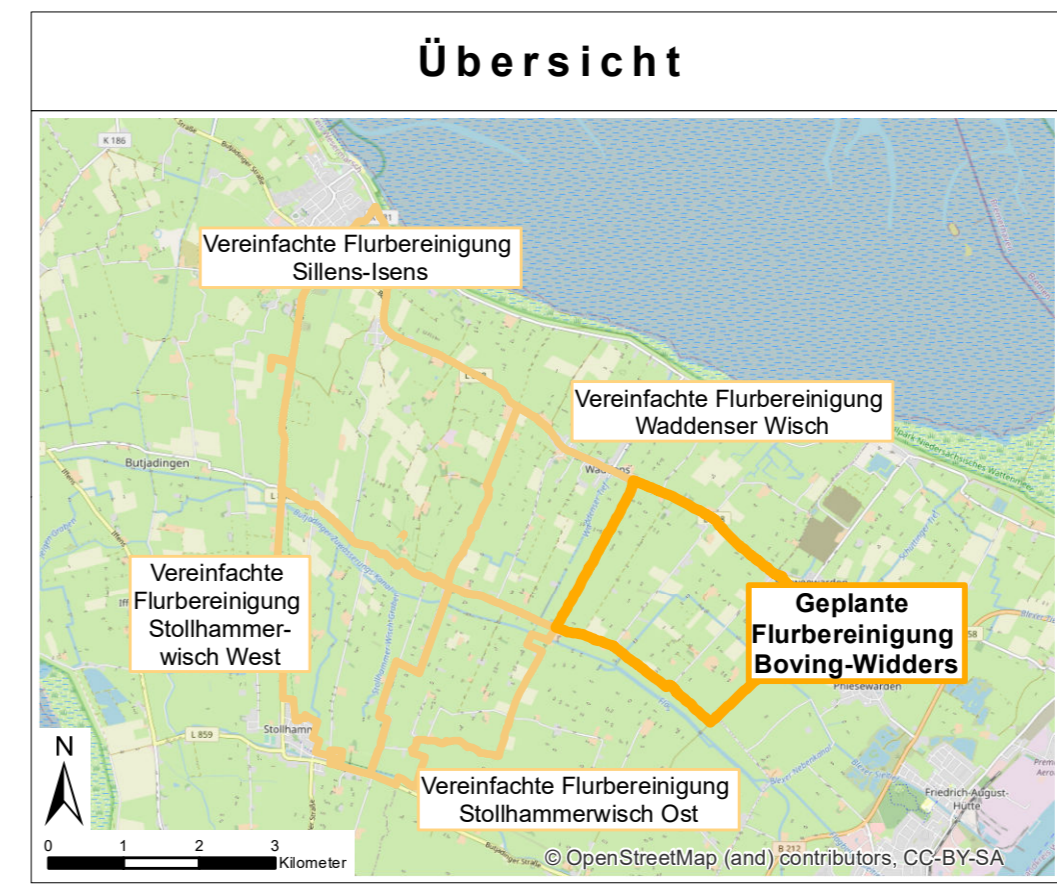 Übersicht
K 186
Butjadinger Straße
Vereinfachte Flurbereinigung
Sillens-Isens
Vereinfachte Flurbereinigung
Waddenser Wisch
Butjadingen
Vereinfachte
Flurbereinigung
Stollhammer-
wisch West
Geplante
Flurbereinigung
Boving-Widders
Phiesewarden
Stollhamm
L 859
N
Vereinfachte Flurbereinigung
Stollhammerwisch Ost
Friedrich-August-
Hütte
B 212
0 1 2 3
Kilometer
© OpenStreetMap (and) contributors, CC-BY-SA